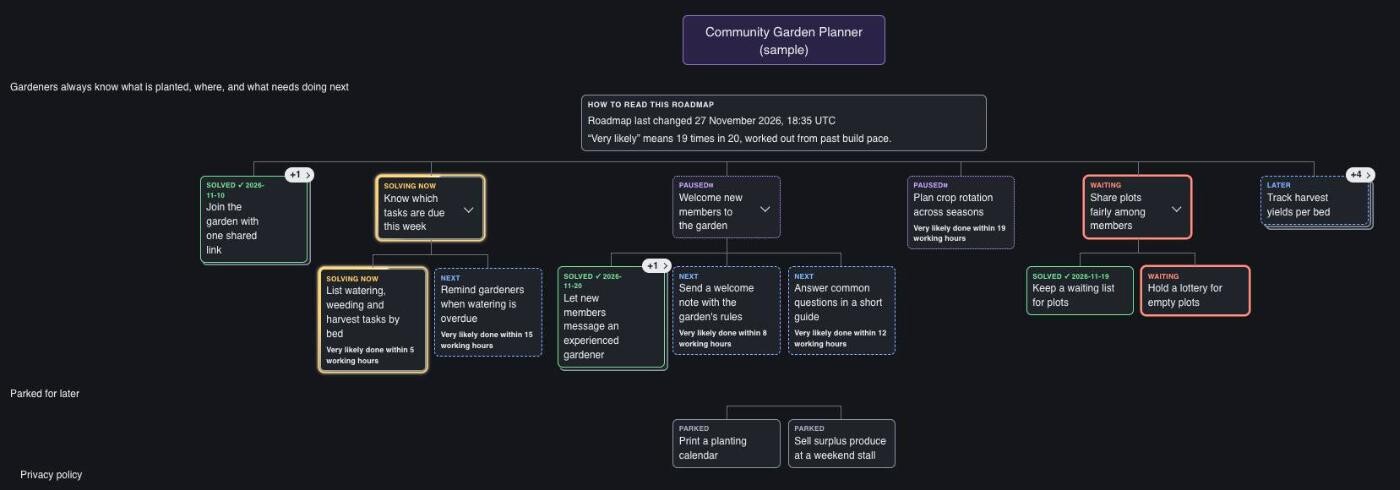 Community Garden Planner
(sample)
Gardeners always know what is planted, where, and what needs doing next
HOW TO READ THIS ROADMAP
Roadmap last changed 27 November 2026, 18:35 UTC
“Very likely” means 19 times in 20, worked out from past build pace.
+1 >
SOLVED ✓ 2026-
11-10
Join the
garden with
one shared
link
SOLVING NOW
Know which
tasks are due
this week
PAUSED⏸
Welcome new
members to
the garden
PAUSED⏸
Plan crop rotation
across seasons
Very likely done within 19
working hours
WAITING
Share plots
fairly among
members
+4 >
LATER
Track harvest
yields per bed
SOLVING NOW
List watering,
weeding and
harvest tasks by
bed
Very likely done within 5
working hours
NEXT
Remind gardeners
when watering is
overdue
Very likely done within 15
working hours
+1 >
SOLVED ✓ 2026-
11-20
Let new
members
message an
experienced
gardener
NEXT
Send a welcome
note with the
garden's rules
Very likely done within 8
working hours
NEXT
Answer common
questions in a short
guide
Very likely done within 12
working hours
SOLVED ✓ 2026-11-19
Keep a waiting list
for plots
WAITING
Hold a lottery for
empty plots
Parked for later
PARKED
Print a planting
calendar
PARKED
Sell surplus produce
at a weekend stall
Privacy policy